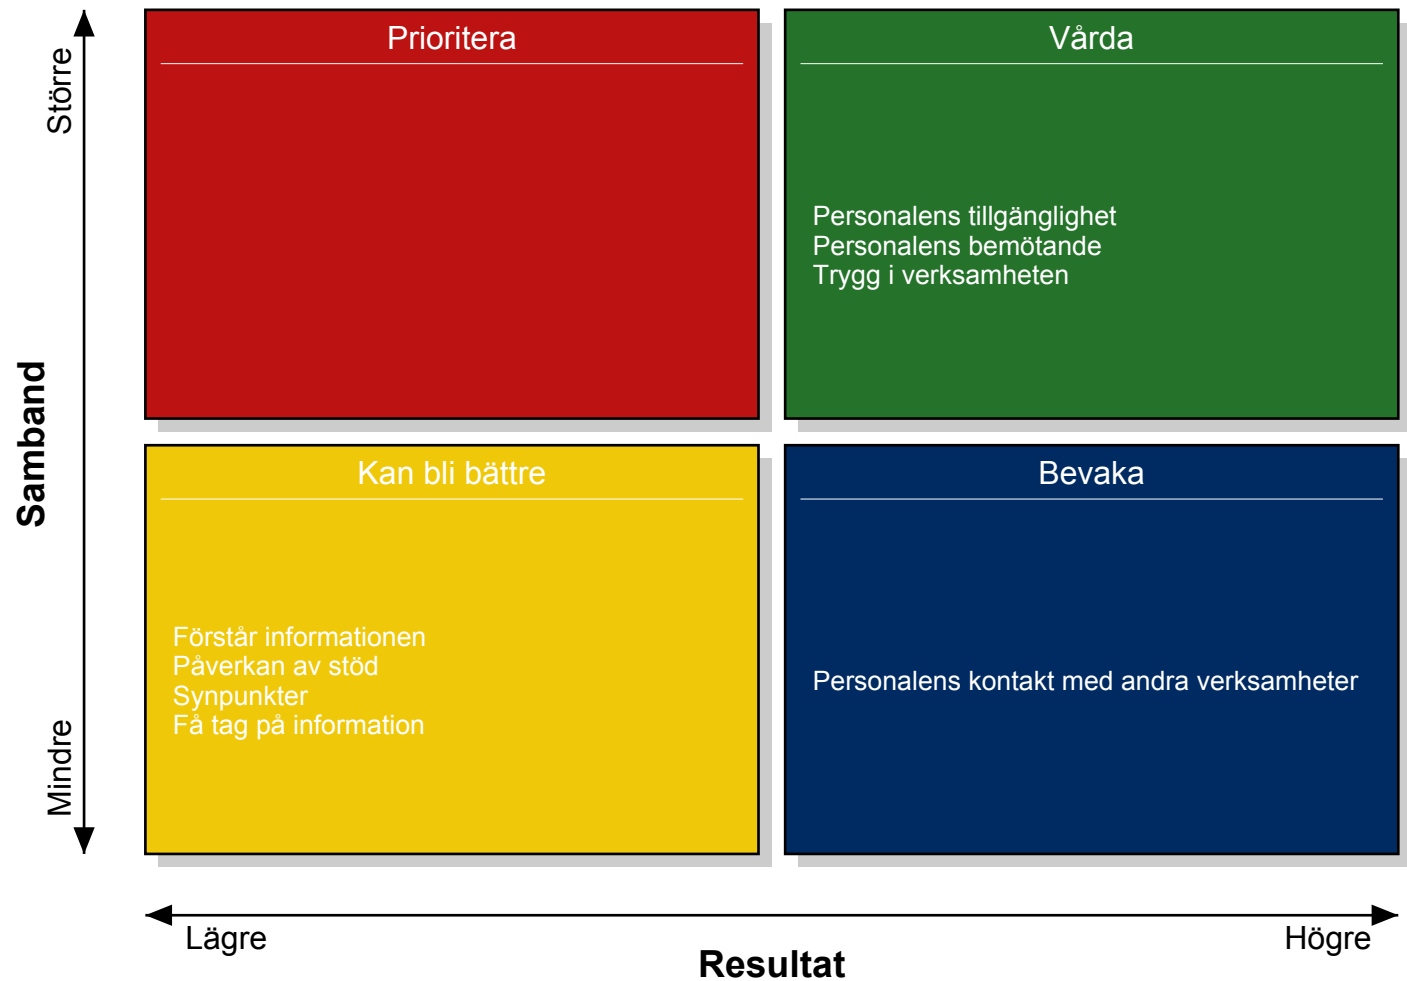 Större
Samband
Mindre
Prioritera
Vårda
Personalens tillgänglighet
Personalens bemötande
Trygg i verksamheten
Kan bli bättre
Förstår informationen
Påverkan av stöd
Synpunkter
Få tag på information
Bevaka
Personalens kontakt med andra verksamheter
Lägre
Högre
Resultat